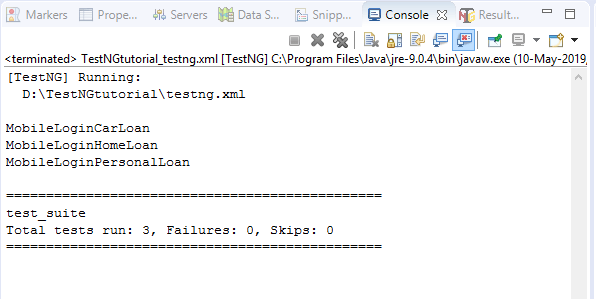 Markers Prope... Servers Data S... Snipp... Console Result...
<terminated> TestNGtutorial_testng.xml [TestNG] C:\Program Files\Java\jre-9.0.4\bin\javaw.exe (10-May-2019,
[TestNG] Running:
D:\TestNGtutorial\testng.xml
MobileLoginCarLoan
MobileLoginHomeLoan
MobileLoginPersonalLoan
===============================================
test_suite
Total tests run: 3, Failures: 0, Skips: 0
===============================================